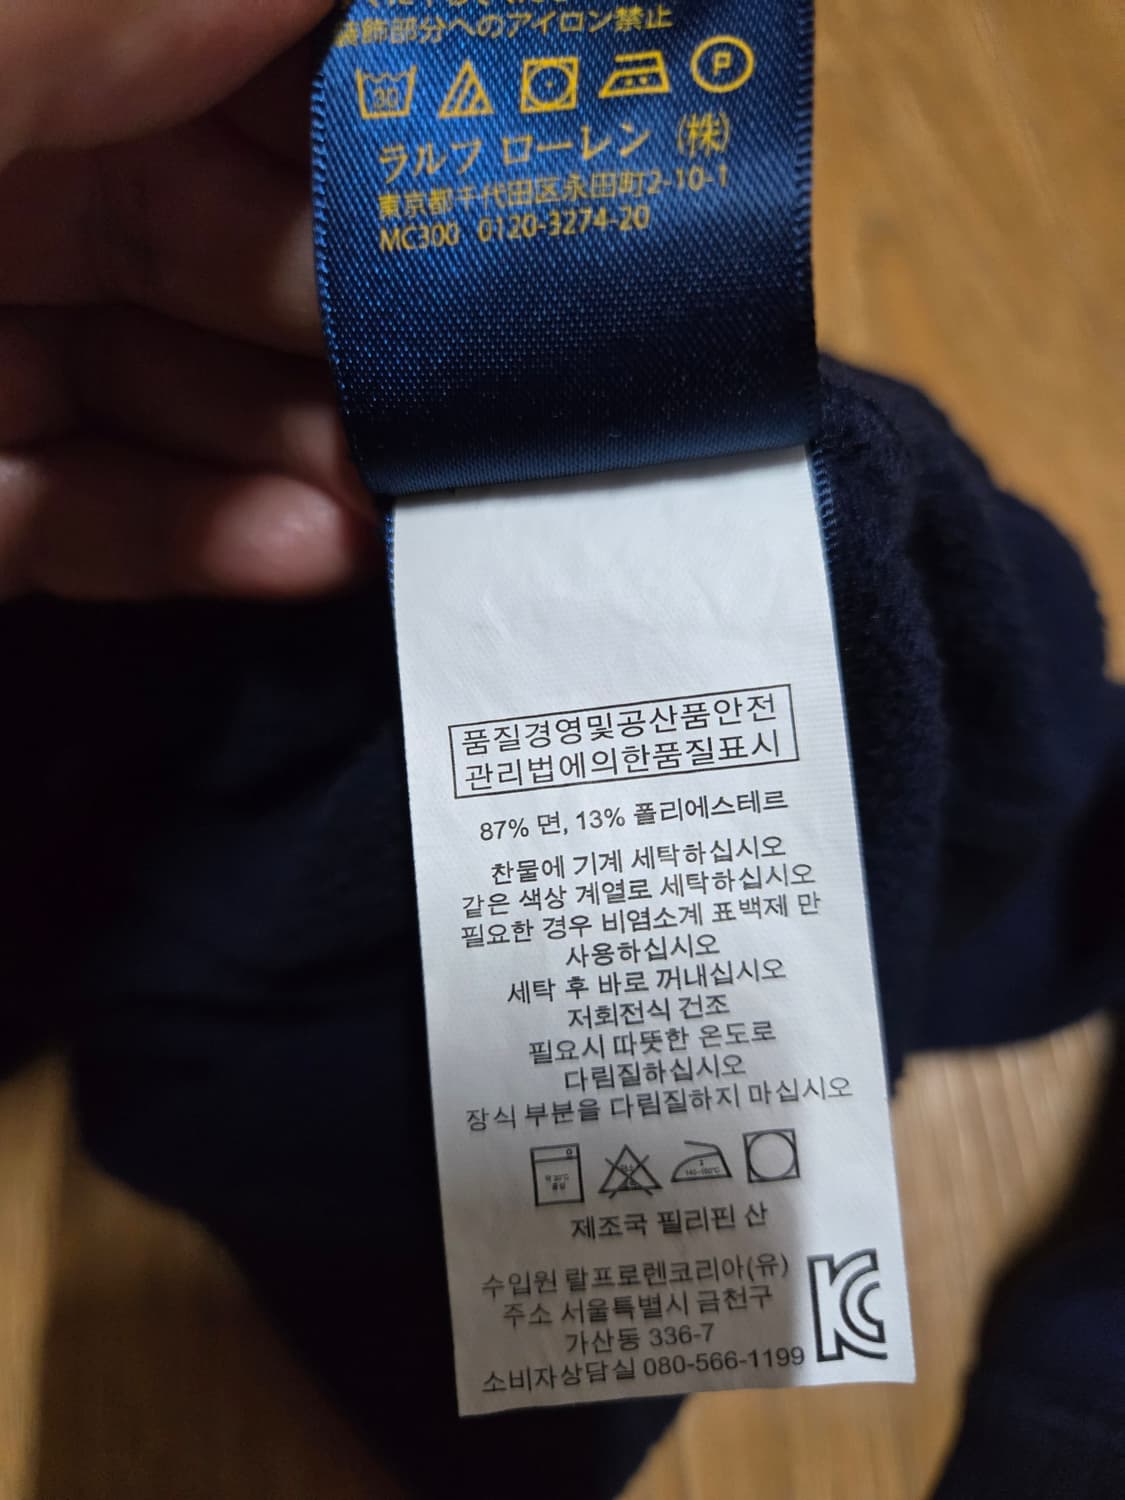 装飾部分へのアイロン禁止
30 P
ラルフ ローレン (株)
東京都千代田区永田町2-10-1
MC300 0120-3274-20
품질경영및공산품안전
관리법에의한품질표시
87% 면, 13% 폴리에스테르
찬물에 기계 세탁하십시오
같은 색상 계열로 세탁하십시오
필요한 경우 비염소계 표백제 만
사용하십시오
세탁 후 바로 꺼내십시오
저회전식 건조
필요시 따뜻한 온도로
다림질하십시오
장식 부분을 다림질하지 마십시오
140~160°C
제조국 필리핀 산
수입원 랄프로렌코리아(유)
주소 서울특별시 금천구
가산동 336-7
소비자상담실 080-566-1199